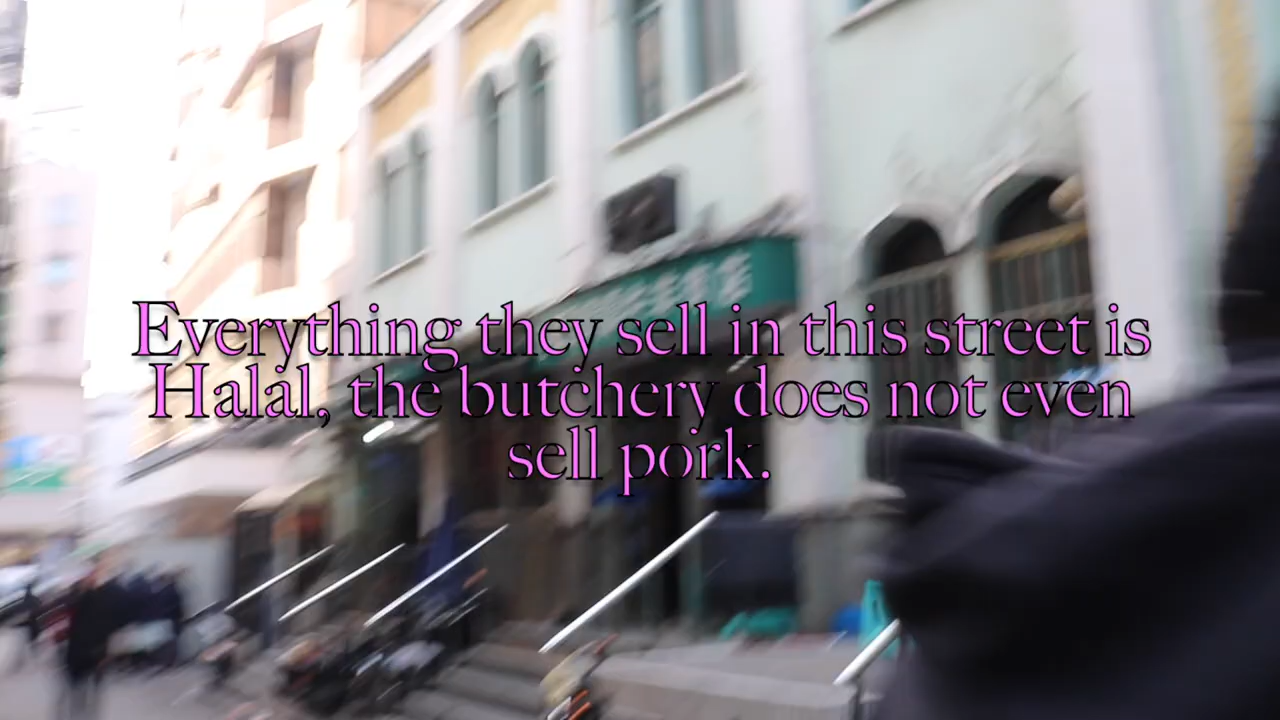 Everything they sell in this street is
Halal, the butchery does not even
sell pork.